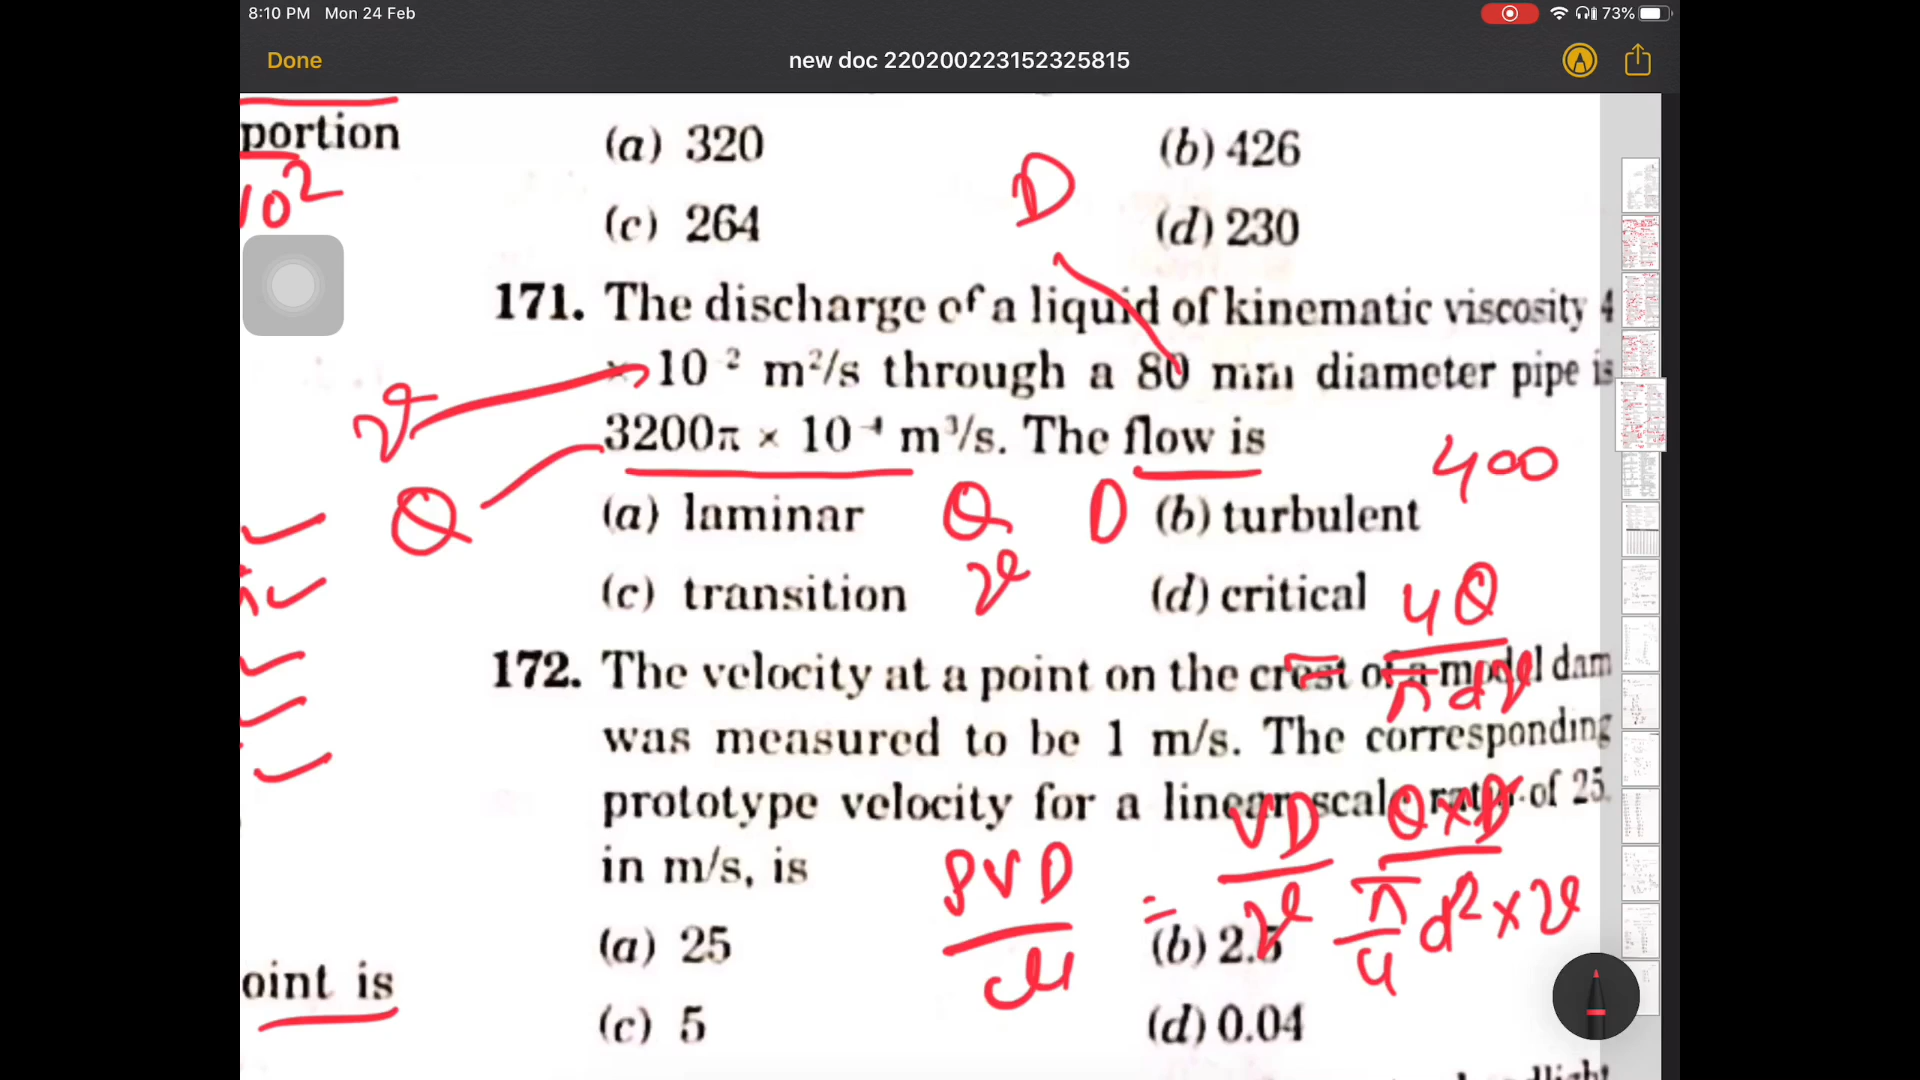 8:10 PM Mon 24 Feb
73%
Done
new doc 220200223152325815
portion
10²
(a) 320
(b) 426
(c) 264
(d) 230
D
171. The discharge of a liquid of kinematic viscosity 4
× 10⁻² m²/s through a 80 mm diameter pipe is
3200π × 10⁻⁴ m³/s. The flow is
ν
Q
400
(a) laminar
Q
D
(b) turbulent
(c) transition
ν
(d) critical
= 4Q
πdν
172. The velocity at a point on the crest of a model dam
was measured to be 1 m/s. The corresponding
prototype velocity for a linear scale ratio of 25.
in m/s, is
ρVD
μ
= VD
ν
Q×D
π
4
d²×ν
(a) 25
(b) 2.5
oint is
(c) 5
(d) 0.04